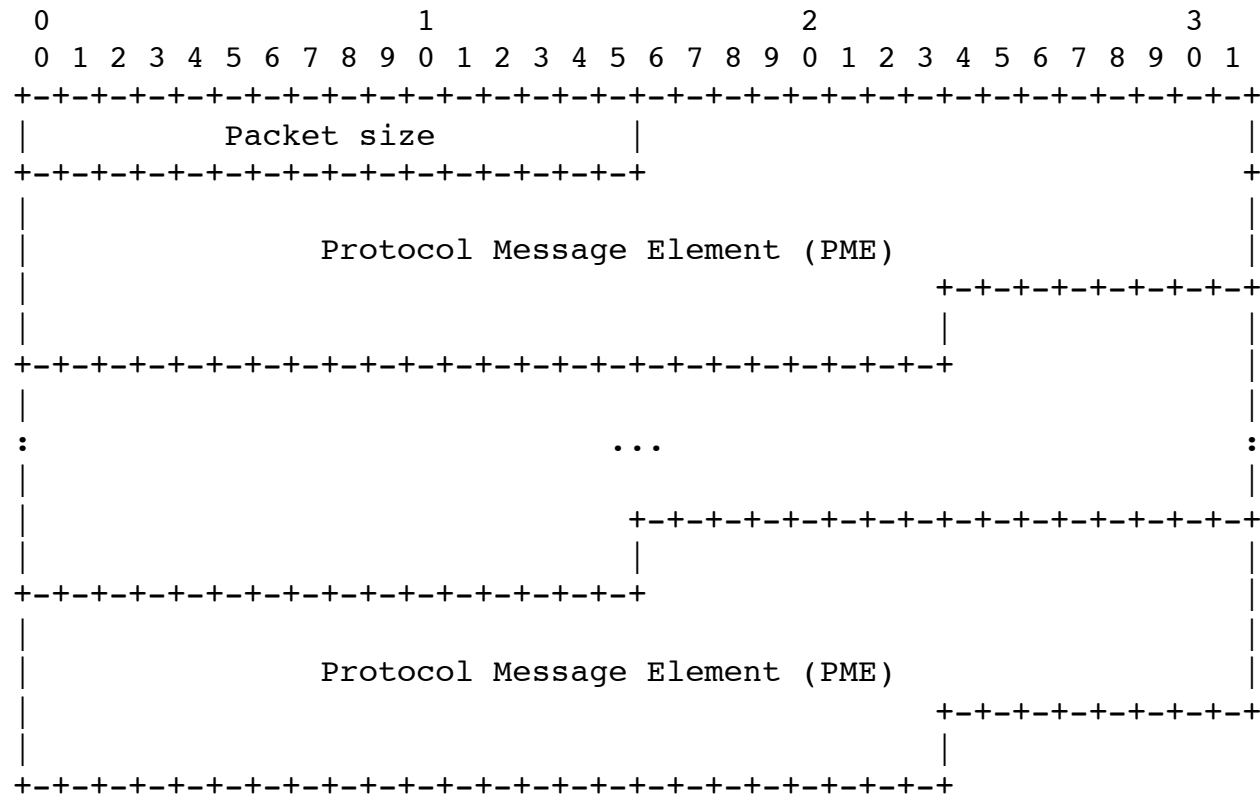 0                   1                   2                   3
 0 1 2 3 4 5 6 7 8 9 0 1 2 3 4 5 6 7 8 9 0 1 2 3 4 5 6 7 8 9 0 1
+-+-+-+-+-+-+-+-+-+-+-+-+-+-+-+-+-+-+-+-+-+-+-+-+-+-+-+-+-+-+-+-+
|          Packet size          |                               |
+-+-+-+-+-+-+-+-+-+-+-+-+-+-+-+-+                               +
|                                                               |
|               Protocol Message Element (PME)                  |
|                                               +-+-+-+-+-+-+-+-+
|                                               |               |
+-+-+-+-+-+-+-+-+-+-+-+-+-+-+-+-+-+-+-+-+-+-+-+-+               |
|                                                               |
:                              ...                              :
|                                                               |
|                               +-+-+-+-+-+-+-+-+-+-+-+-+-+-+-+-+
|                               |                               |
+-+-+-+-+-+-+-+-+-+-+-+-+-+-+-+-+                               |
|                                                               |
|               Protocol Message Element (PME)                  |
|                                               +-+-+-+-+-+-+-+-+
|                                               |
+-+-+-+-+-+-+-+-+-+-+-+-+-+-+-+-+-+-+-+-+-+-+-+-+